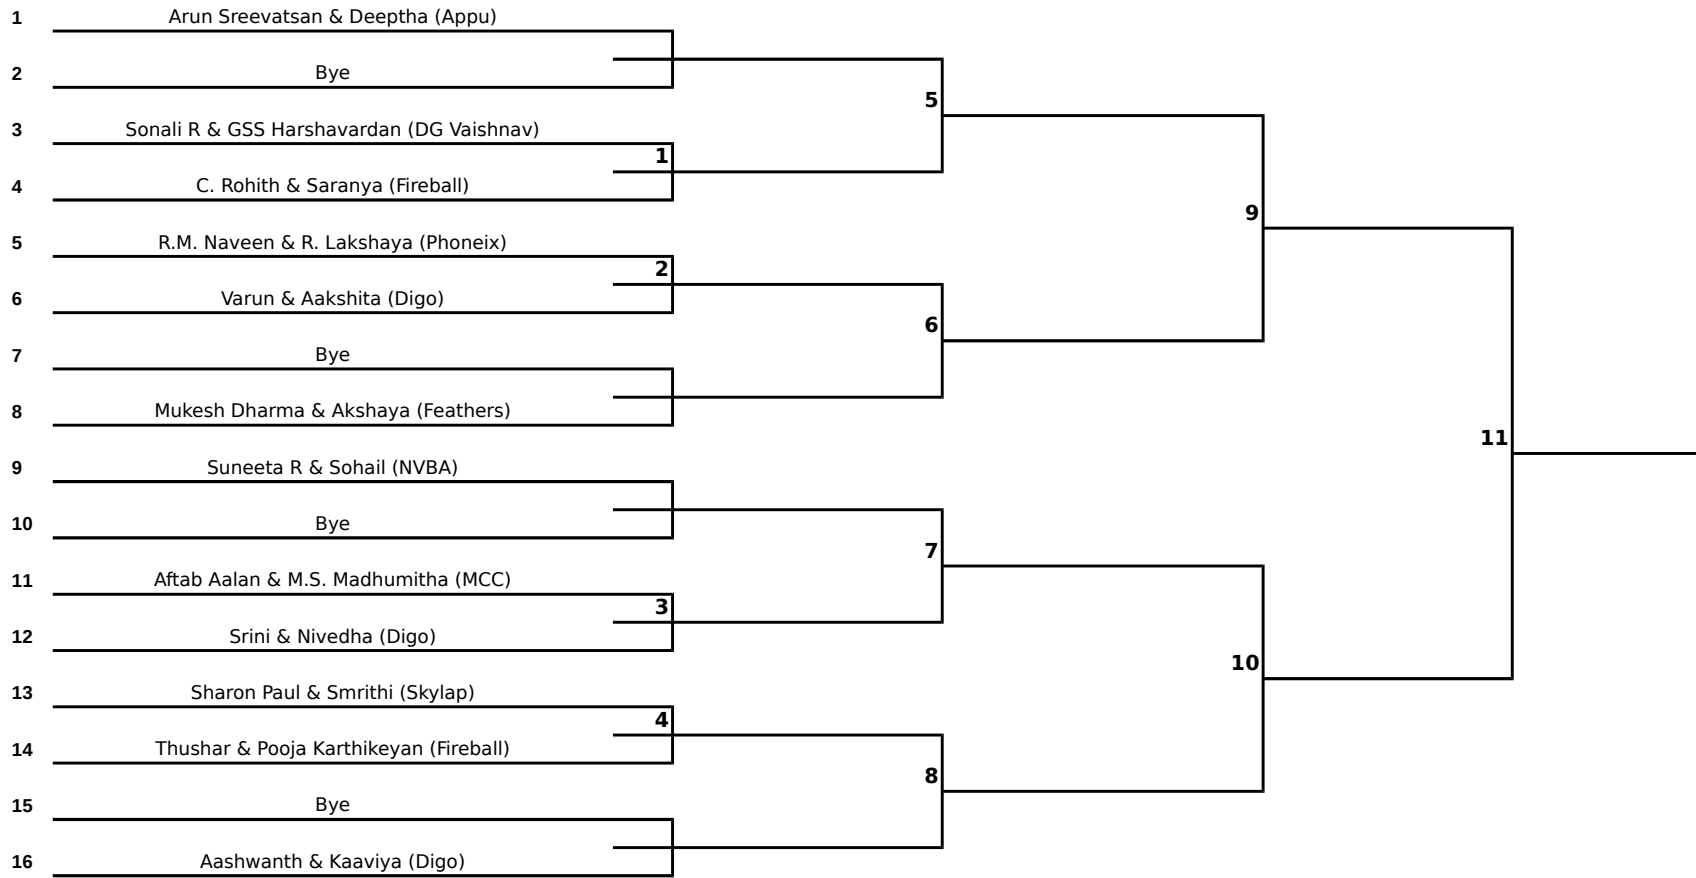 1 Arun Sreevatsan & Deeptha (Appu)
2 Bye
5
3 Sonali R & GSS Harshavardan (DG Vaishnav)
1
4 C. Rohith & Saranya (Fireball)
9
5 R.M. Naveen & R. Lakshaya (Phoneix)
2
6 Varun & Aakshita (Digo)
6
7 Bye
8 Mukesh Dharma & Akshaya (Feathers)
11
9 Suneeta R & Sohail (NVBA)
10 Bye
7
11 Aftab Aalan & M.S. Madhumitha (MCC)
3
12 Srini & Nivedha (Digo)
10
13 Sharon Paul & Smrithi (Skylap)
4
14 Thushar & Pooja Karthikeyan (Fireball)
8
15 Bye
16 Aashwanth & Kaaviya (Digo)